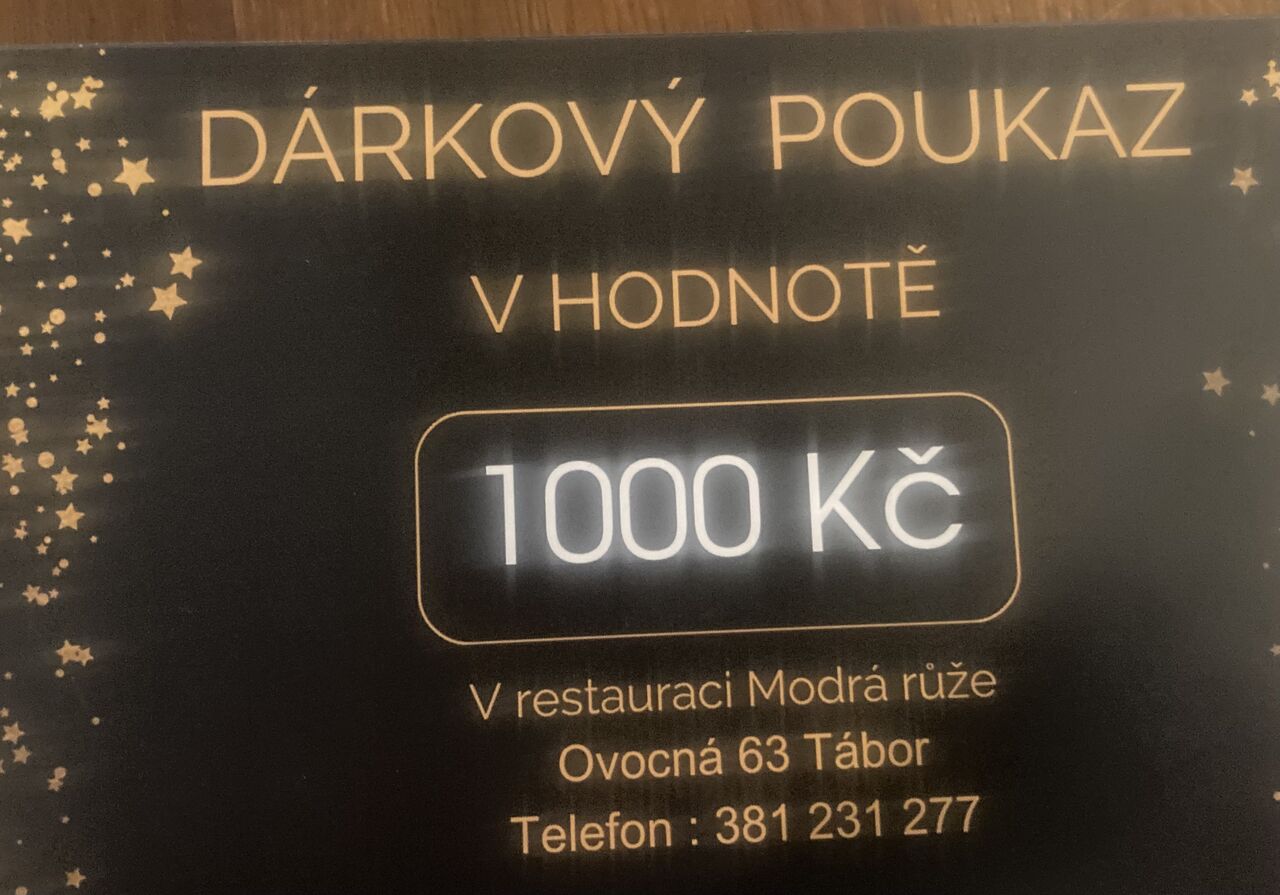 DÁRKOVÝ POUKAZ
V HODNOTĚ
1000 Kč
V restauraci Modrá růže
Ovocná 63 Tábor
Telefon : 381 231 277